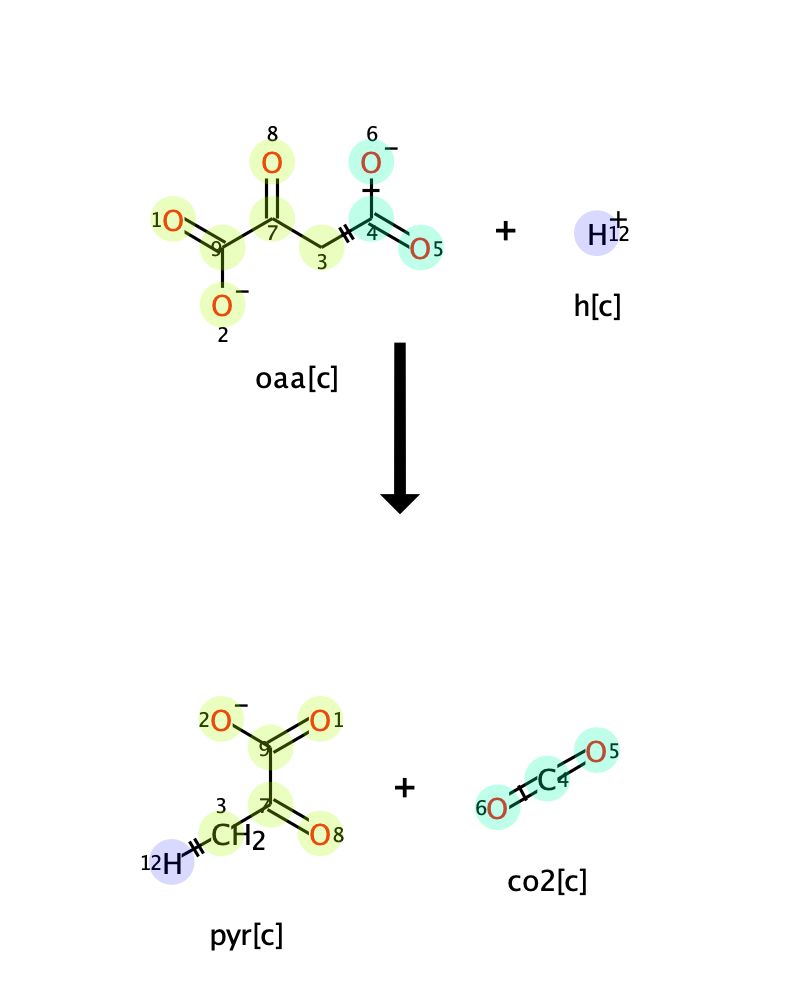 8 6
O O−
1O O5
9 7 3 4
+ H+12
O−
2
h[c]
oaa[c]
2O− O1
9
3 7
CH2 O8
12H
+
O5
C4
6O
co2[c]
pyr[c]